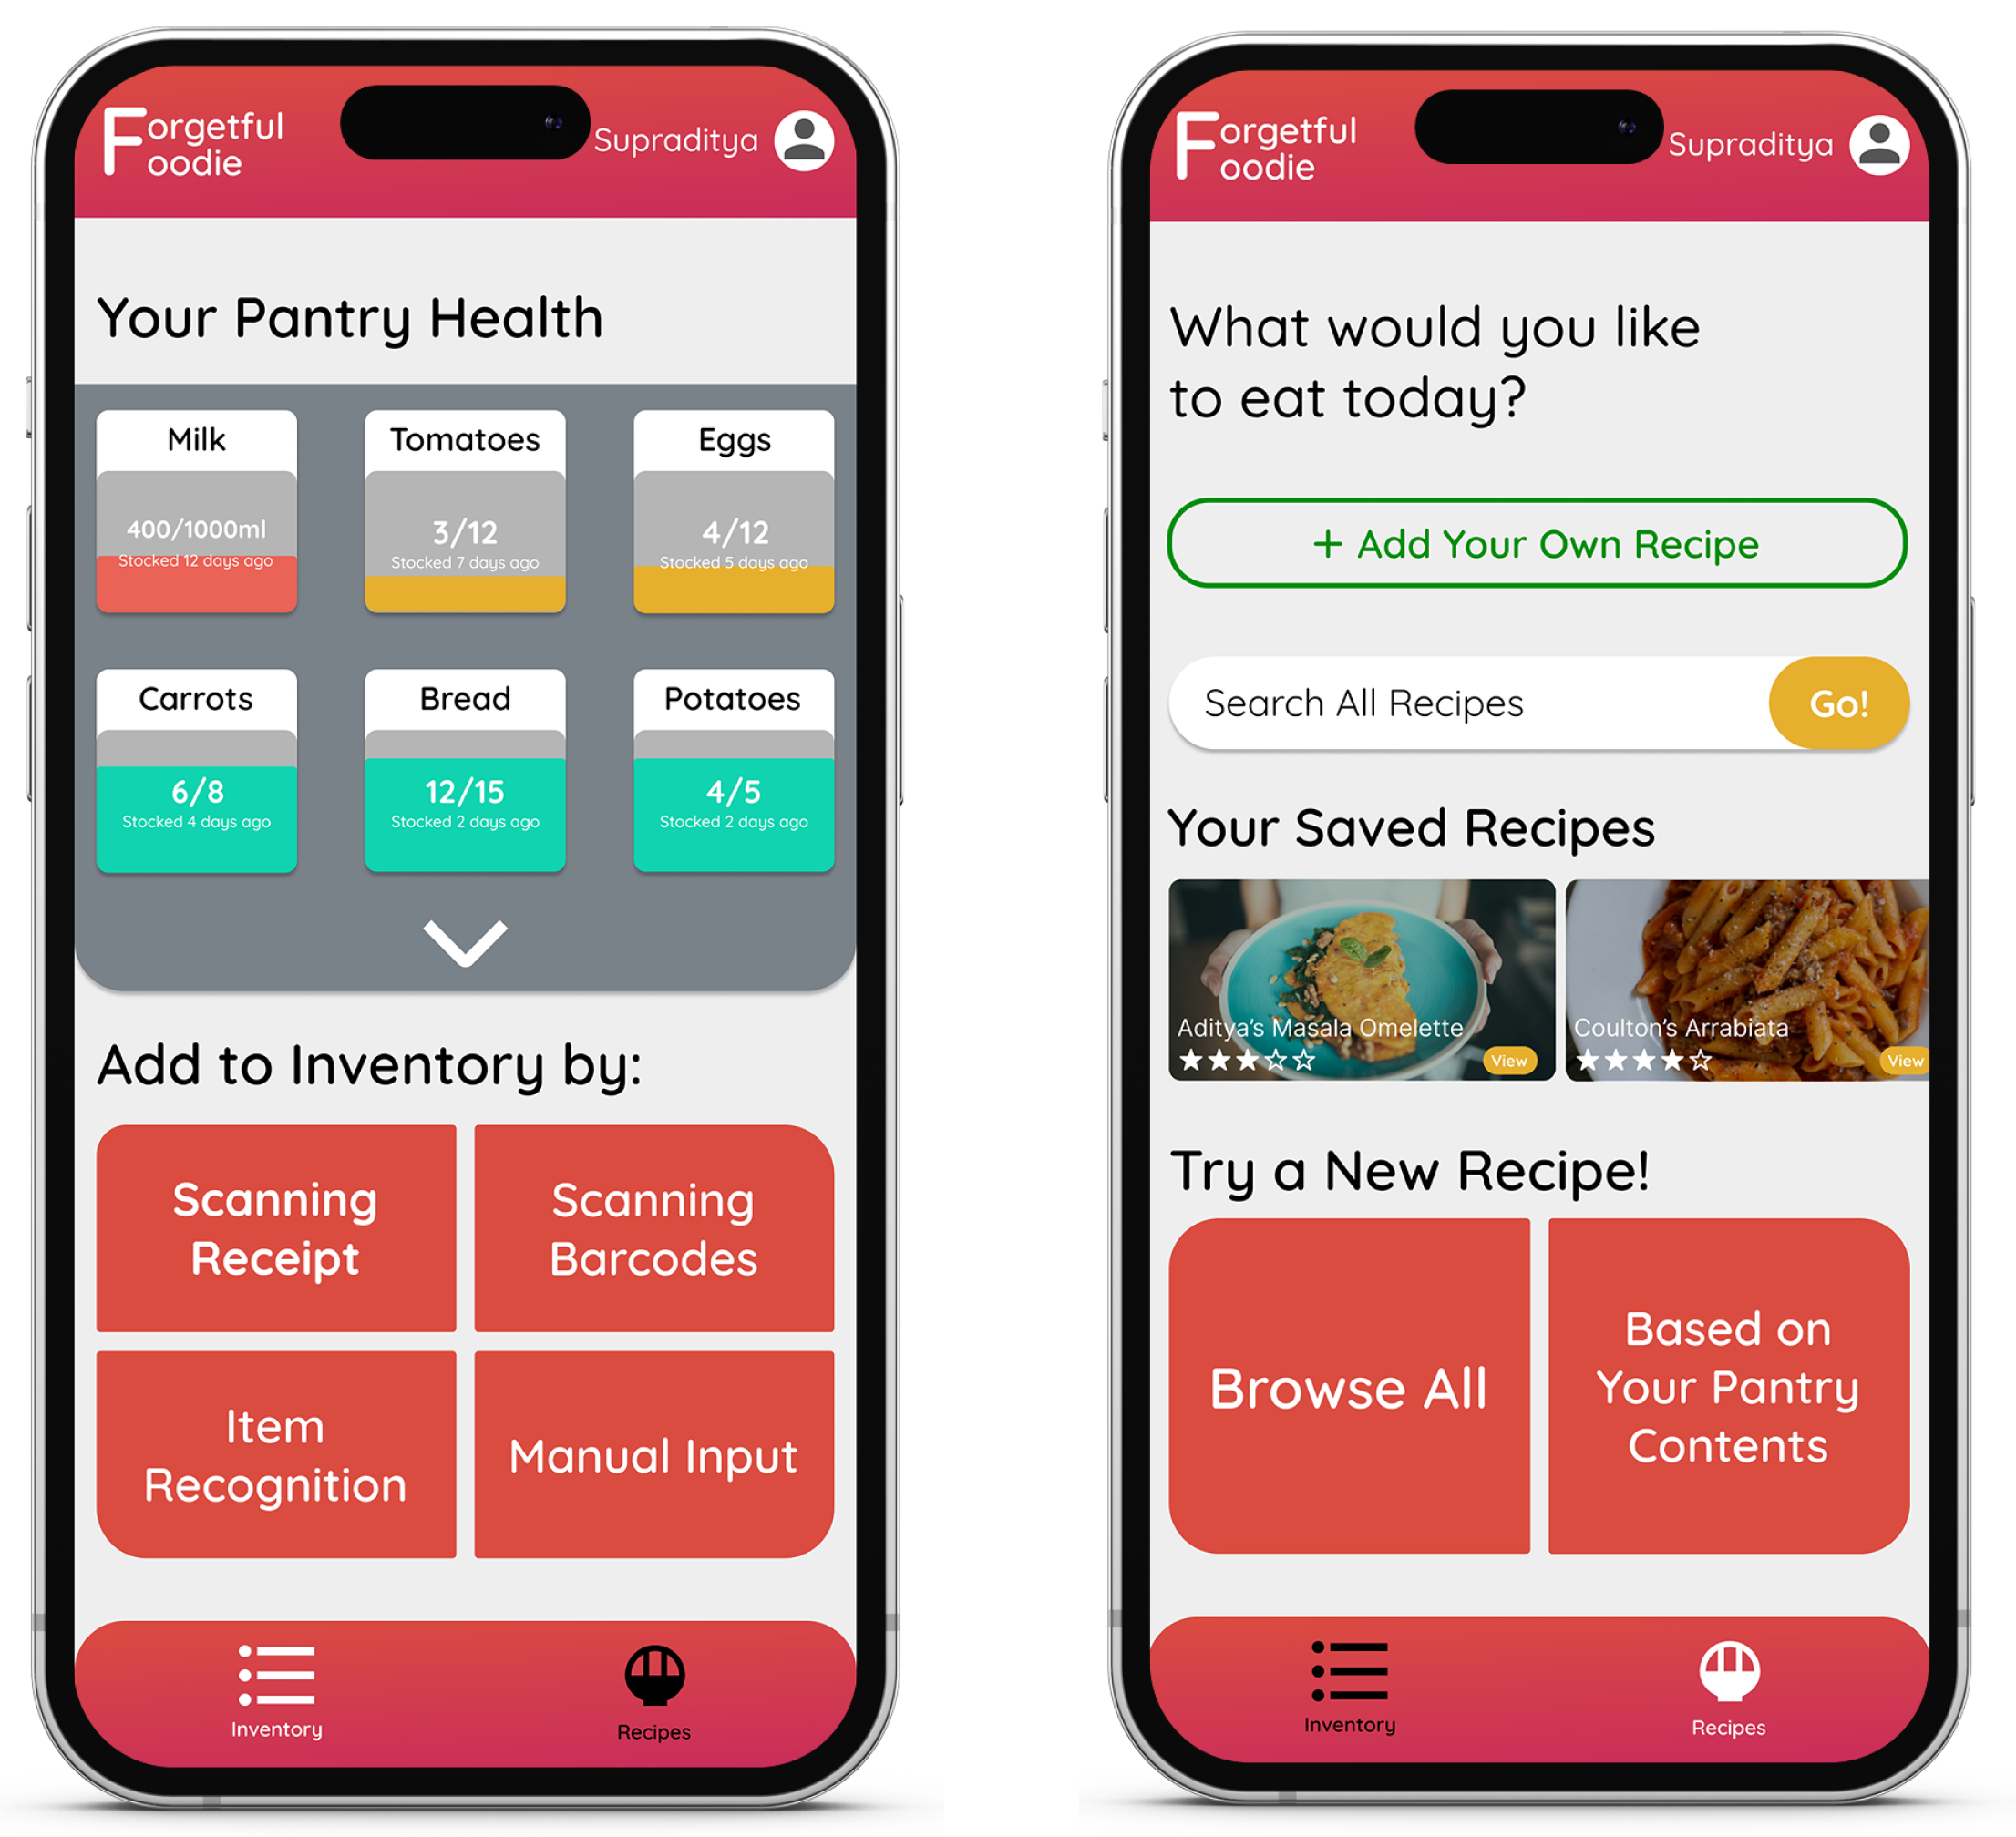 Forgetful
Foodie
Supraditya
Your Pantry Health
Milk
400/1000ml
Stocked 12 days ago
Tomatoes
3/12
Stocked 7 days ago
Eggs
4/12
Stocked 5 days ago
Carrots
6/8
Stocked 4 days ago
Bread
12/15
Stocked 2 days ago
Potatoes
4/5
Stocked 2 days ago
Add to Inventory by:
Scanning
Receipt
Scanning
Barcodes
Item
Recognition
Manual Input
Inventory
Recipes
Forgetful
Foodie
Supraditya
What would you like
to eat today?
+ Add Your Own Recipe
Search All Recipes
Go!
Your Saved Recipes
Aditya's Masala Omelette
View
Coulton's Arrabiata
View
Try a New Recipe!
Browse All
Based on
Your Pantry
Contents
Inventory
Recipes